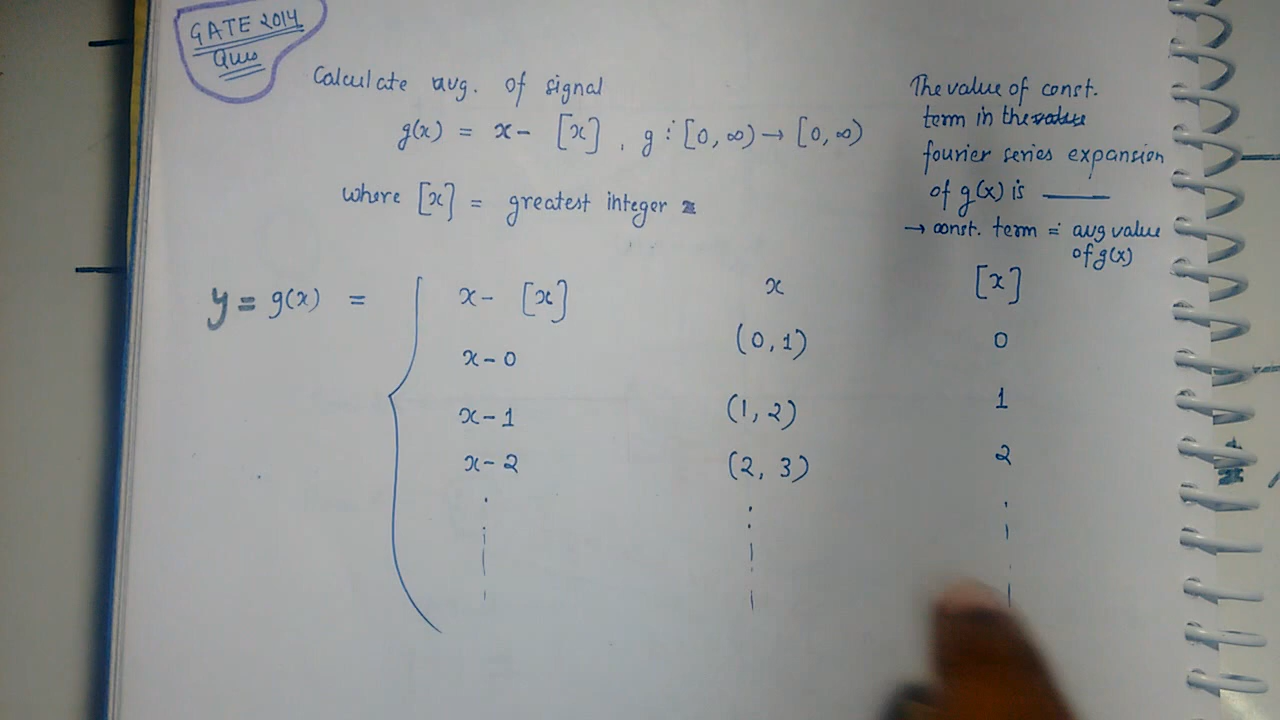 GATE 2014
Ques
Calculate avg. of signal
g(x) = x - [x] , g : [0, ∞) → [0, ∞)
where [x] = greatest integer
The value of const.
term in the
fourier series expansion
of g(x) is ____
→ const. term = avg value
of g(x)
y = g(x) = { x - [x] x [x]
x - 0 (0, 1) 0
x - 1 (1, 2) 1
x - 2 (2, 3) 2